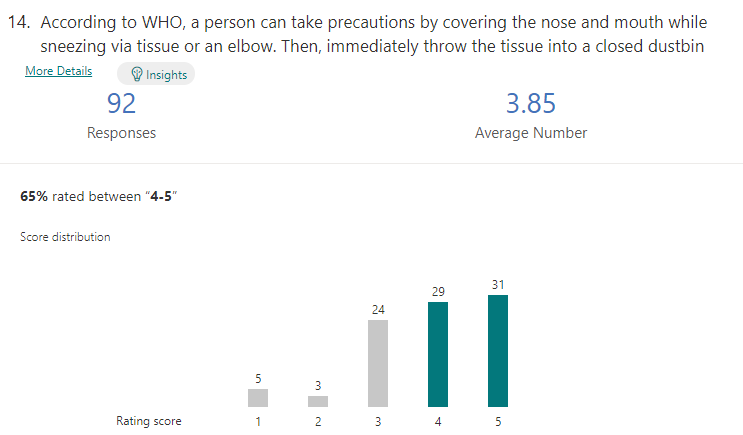 14. According to WHO, a person can take precautions by covering the nose and mouth while
sneezing via tissue or an elbow. Then, immediately throw the tissue into a closed dustbin
More Details
Insights
92
Responses
3.85
Average Number
65% rated between "4-5"
Score distribution
5
3
24
29
31
Rating score
1
2
3
4
5